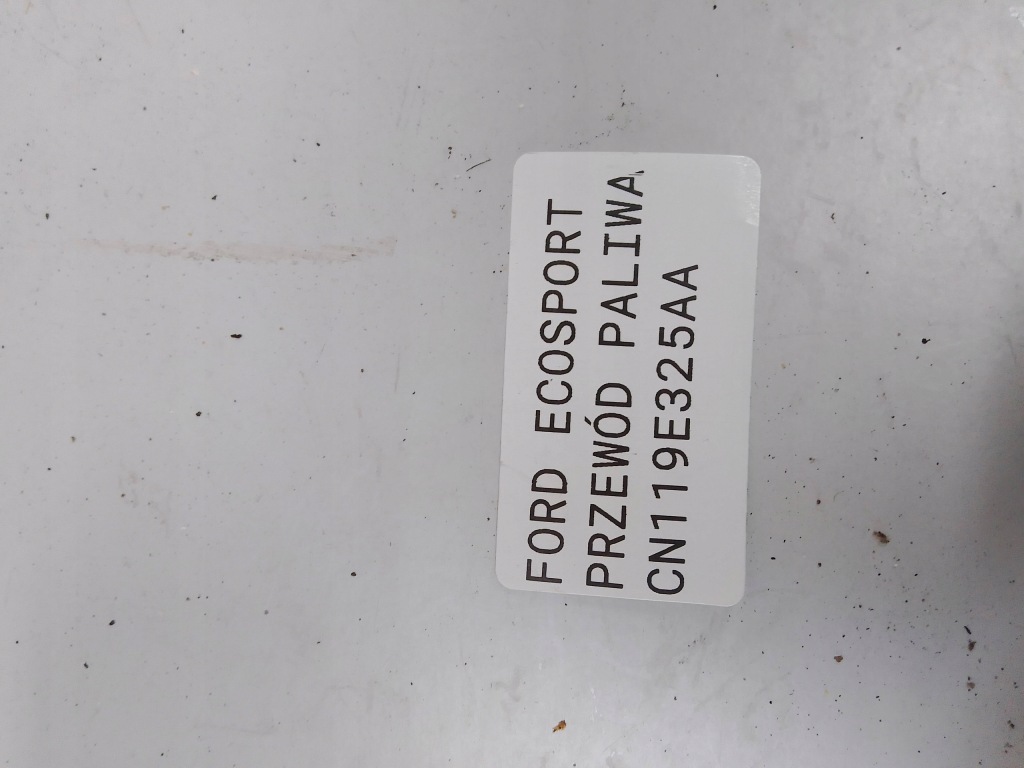 FORD ECOSPORT
PRZEWÓD PALIWA
CN119E325AA